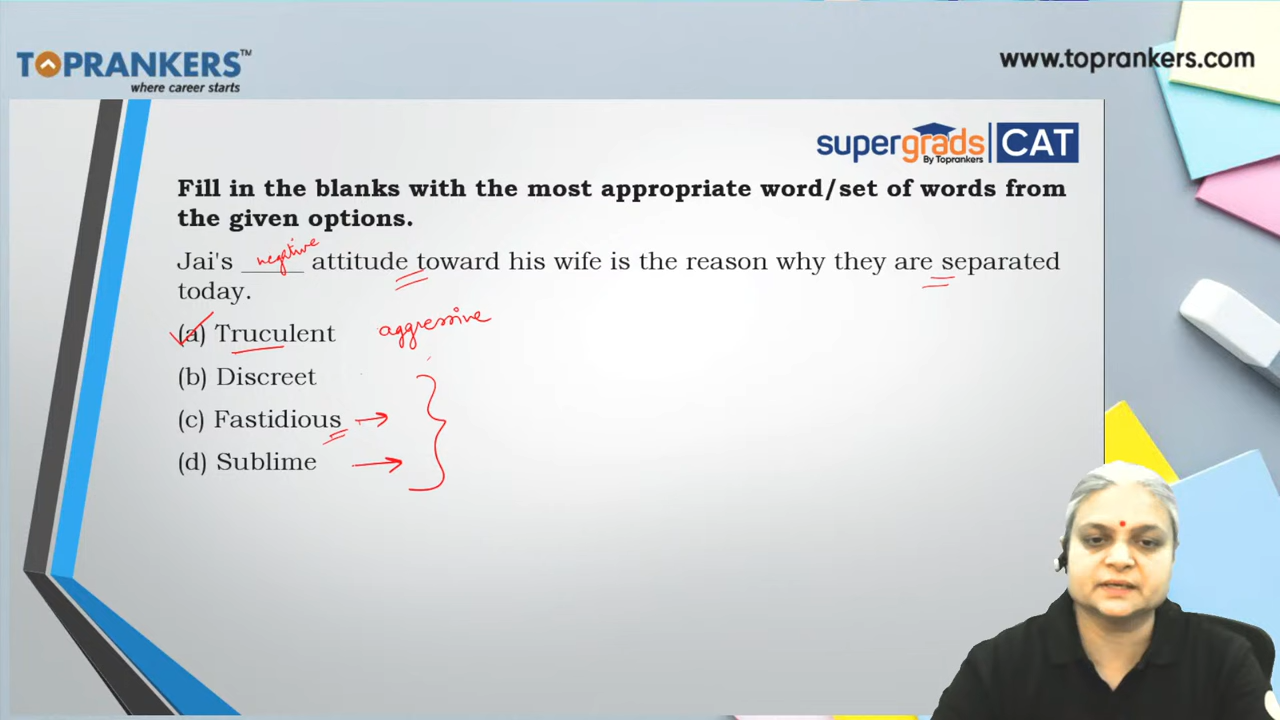 TOPRANKERS™
where career starts
www.toprankers.com
supergrads | CAT
By Toprankers
Fill in the blanks with the most appropriate word/set of words from
the given options.
Jai's negative attitude toward his wife is the reason why they are separated
today.
(a) Truculent aggressive
(b) Discreet
(c) Fastidious
(d) Sublime